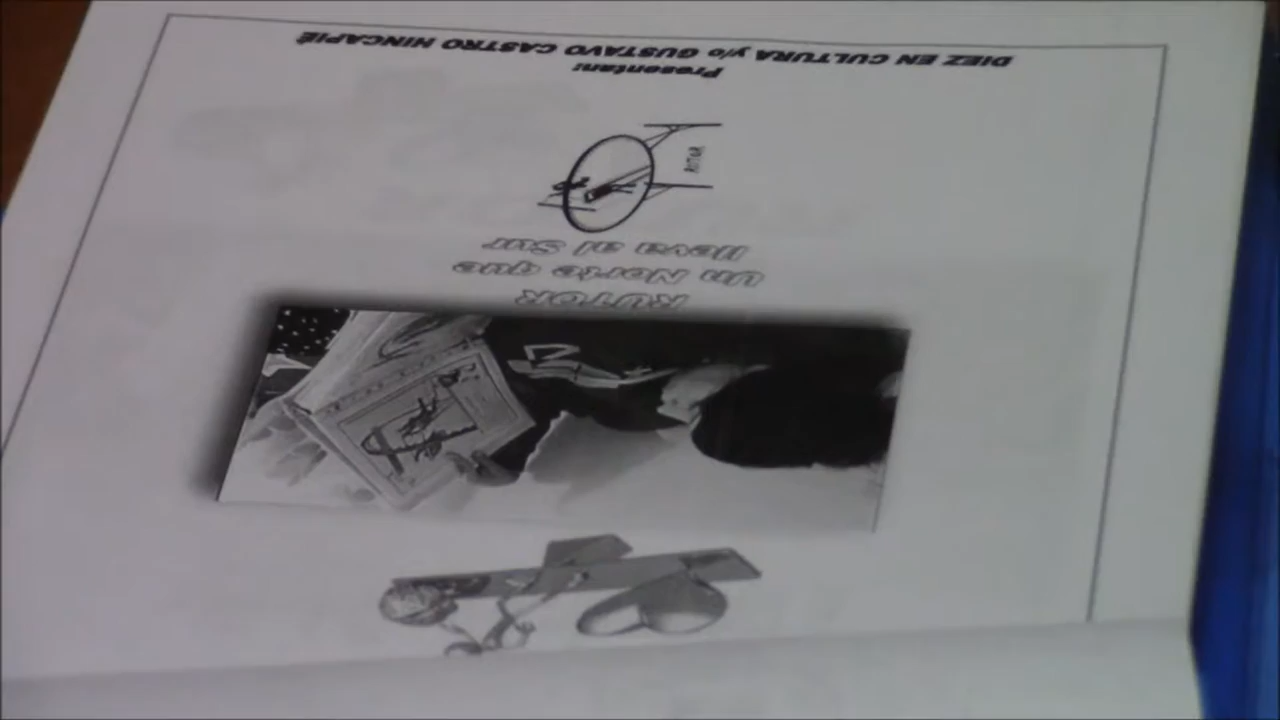 DIEZ EN CULTURA y/o GUSTAVO CASTRO HINCAPIÉ
Presentan:
RUTOR
Un Norte que
lleva al Sur